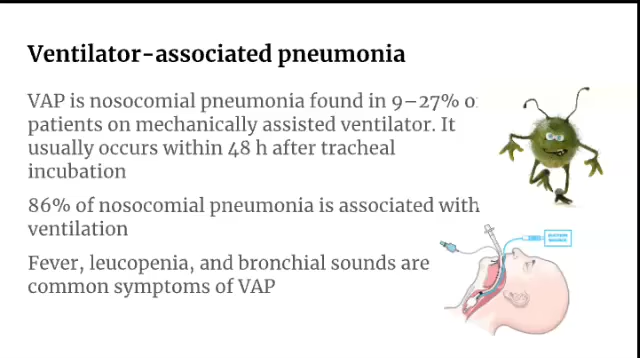 Ventilator-associated pneumonia
VAP is nosocomial pneumonia found in 9–27% o
patients on mechanically assisted ventilator. It
usually occurs within 48 h after tracheal
incubation
86% of nosocomial pneumonia is associated with
ventilation
Fever, leucopenia, and bronchial sounds are
common symptoms of VAP